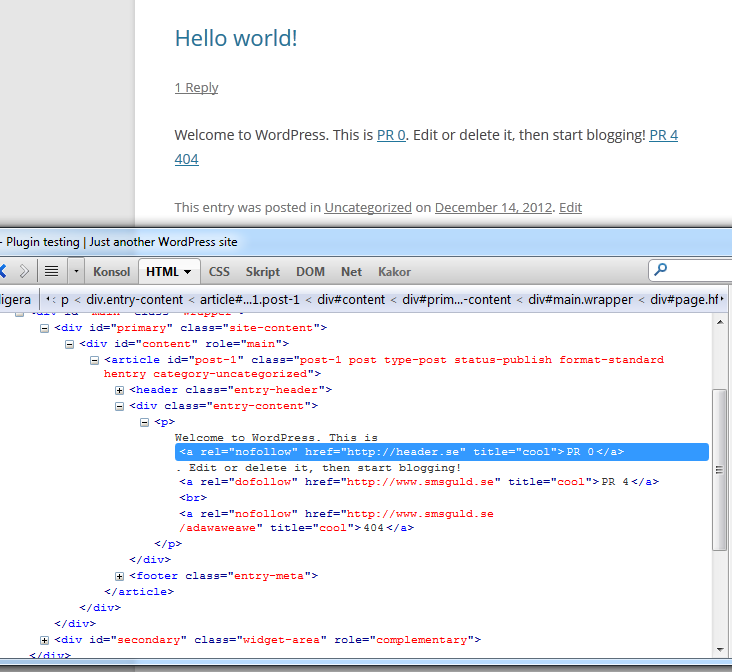 Hello world!
1 Reply
Welcome to WordPress. This is PR 0. Edit or delete it, then start blogging! PR 4
404
This entry was posted in Uncategorized on December 14, 2012. Edit
- Plugin testing | Just another WordPress site
Konsol HTML CSS Skript DOM Net Kakor
igera p < div.entry-content < article#...1.post-1 < div#content < div#prim...-content < div#main.wrapper < div#page.hf
<div id="main" class="wrapper">
<div id="primary" class="site-content">
<div id="content" role="main">
<article id="post-1" class="post-1 post type-post status-publish format-standard
hentry category-uncategorized">
<header class="entry-header">
<div class="entry-content">
<p>
Welcome to WordPress. This is
<a rel="nofollow" href="http://header.se" title="cool">PR 0</a>
. Edit or delete it, then start blogging!
<a rel="dofollow" href="http://www.smsguld.se" title="cool">PR 4</a>
<br>
<a rel="nofollow" href="http://www.smsguld.se
/adawaweawe" title="cool">404</a>
</p>
</div>
<footer class="entry-meta">
</article>
</div>
</div>
<div id="secondary" class="widget-area" role="complementary">
</div>